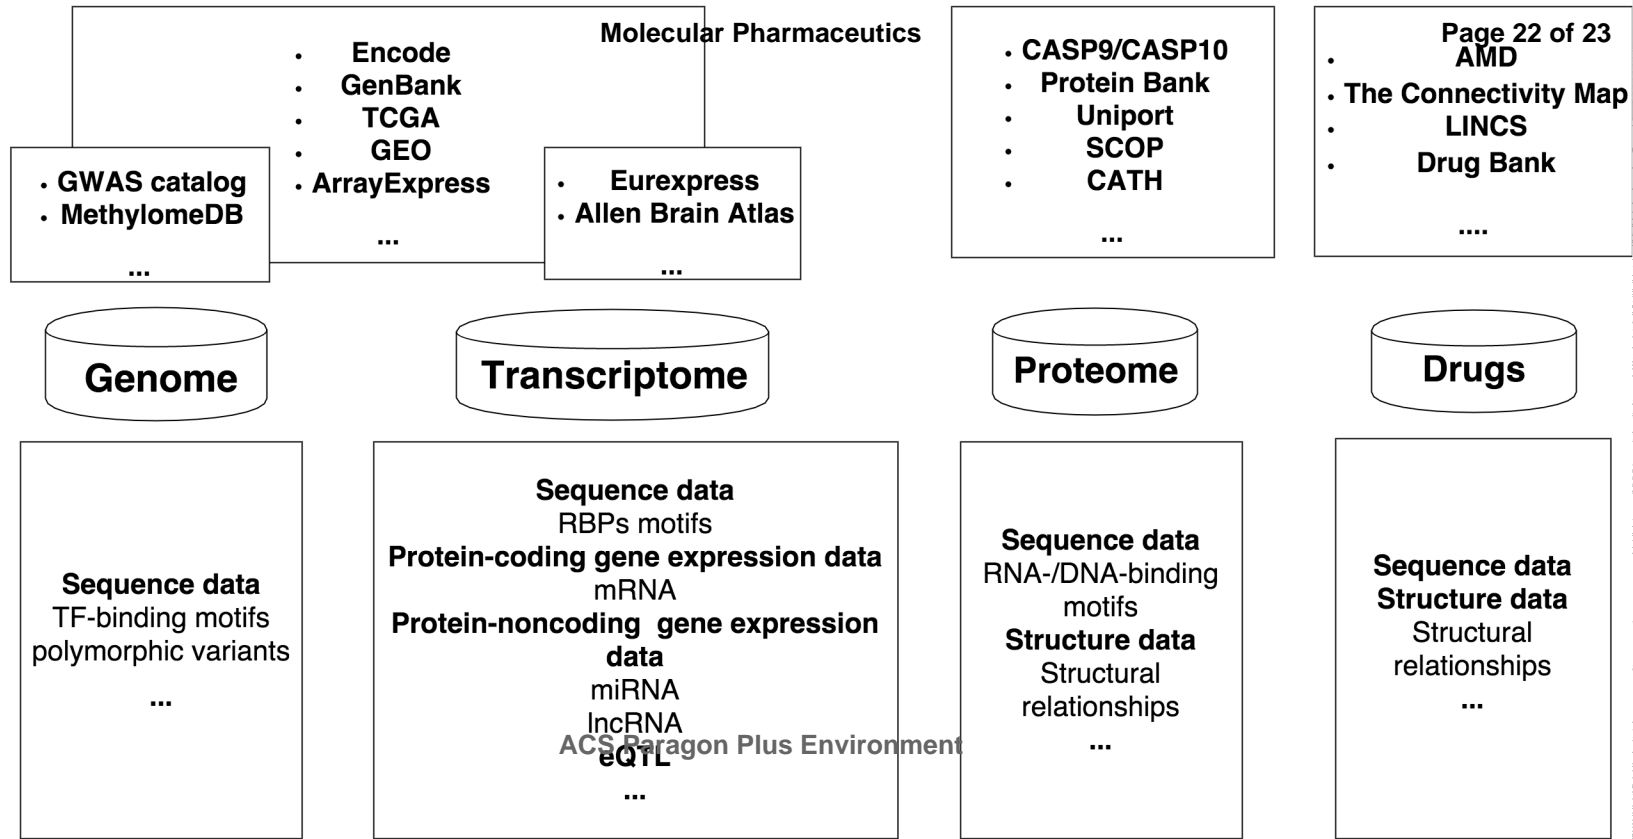 Molecular Pharmaceutics
Page 22 of 23
• Encode
• GenBank
• TCGA
• GEO
• ArrayExpress
...
• GWAS catalog
• MethylomeDB
...
• Eurexpress
• Allen Brain Atlas
...
• CASP9/CASP10
• Protein Bank
• Uniport
• SCOP
• CATH
...
• AMD
• The Connectivity Map
• LINCS
• Drug Bank
....
Genome
Transcriptome
Proteome
Drugs
Sequence data
TF-binding motifs
polymorphic variants
...
Sequence data
RBPs motifs
Protein-coding gene expression data
mRNA
Protein-noncoding gene expression
data
miRNA
lncRNA
eQTL
...
Sequence data
RNA-/DNA-binding
motifs
Structure data
Structural
relationships
...
Sequence data
Structure data
Structural
relationships
...
ACS Paragon Plus Environment